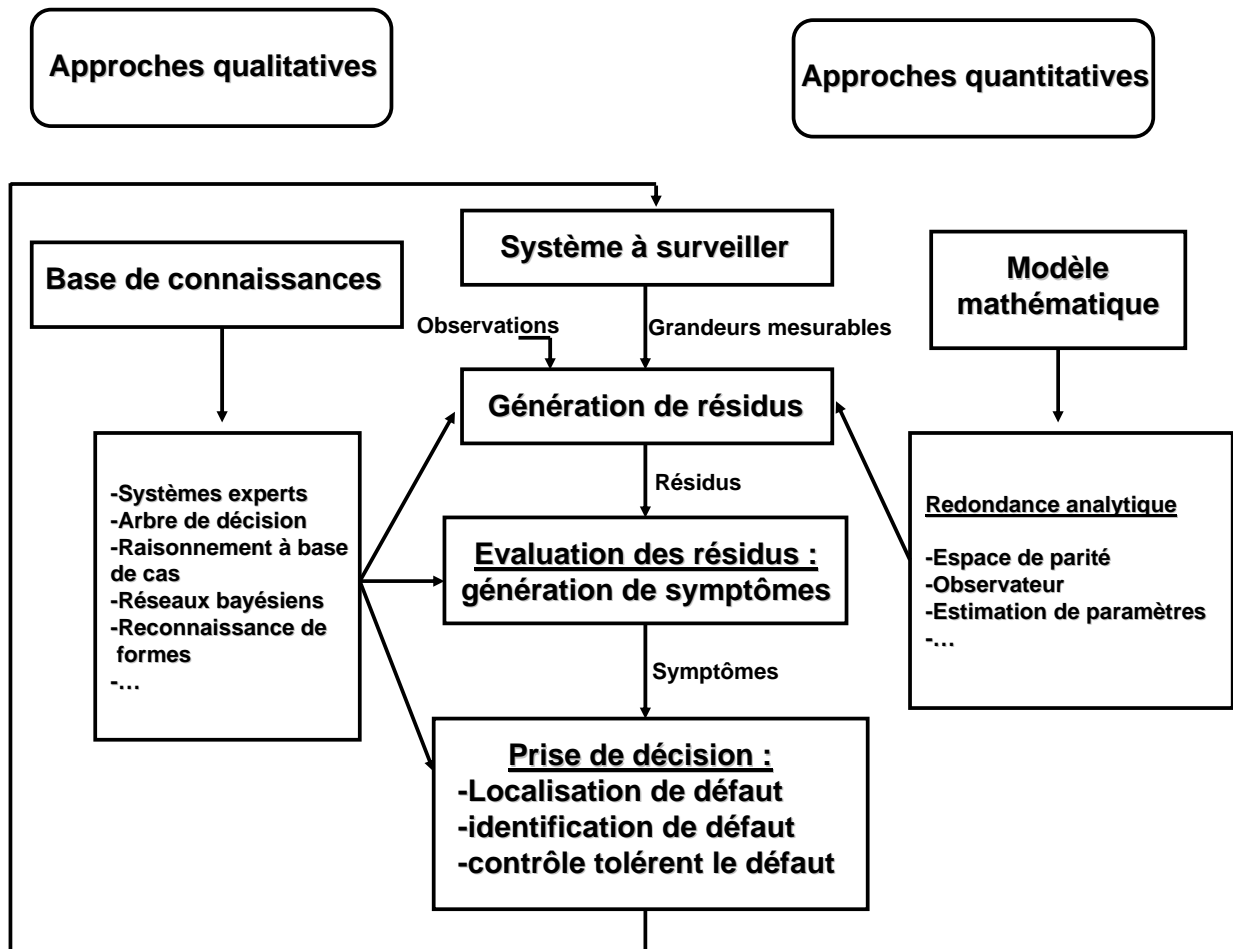 Approches qualitatives
Approches quantitatives
Système à surveiller
Base de connaissances
Modèle
mathématique
Observations
Grandeurs mesurables
Génération de résidus
Résidus
-Systèmes experts
-Arbre de décision
-Raisonnement à base
de cas
-Réseaux bayésiens
-Reconnaissance de
formes
-...
Redondance analytique
-Espace de parité
-Observateur
-Estimation de paramètres
-...
Evaluation des résidus :
génération de symptômes
Symptômes
Prise de décision :
-Localisation de défaut
-identification de défaut
-contrôle tolérent le défaut